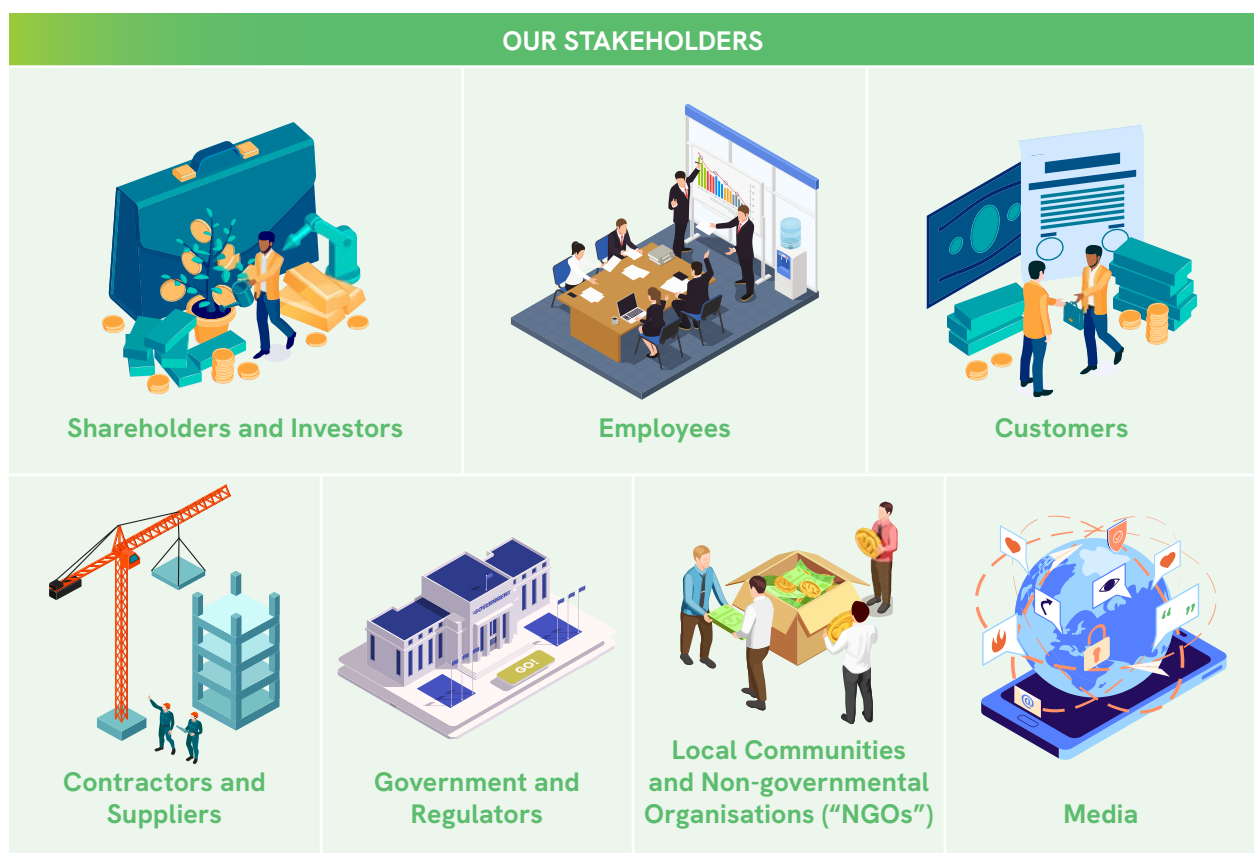 OUR STAKEHOLDERS
Shareholders and Investors
Employees
Customers
GOVERNMENT
GO!
Contractors and
Suppliers
Government and
Regulators
Local Communities
and Non-governmental
Organisations (“NGOs”)
Media